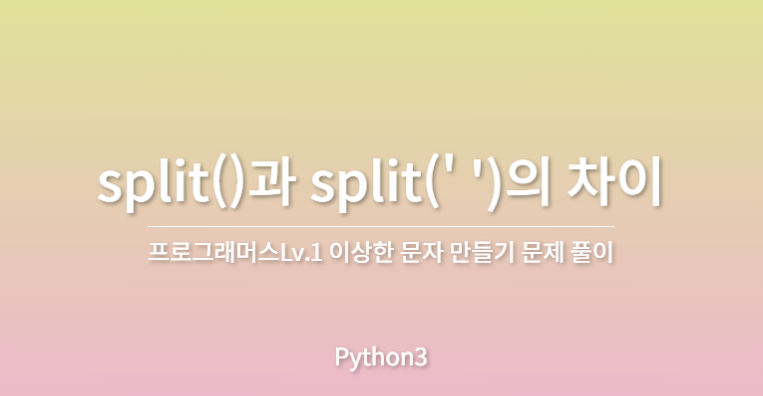 split()과 split(' ')의 차이
프로그래머스Lv.1 이상한 문자 만들기 문제 풀이
Python3